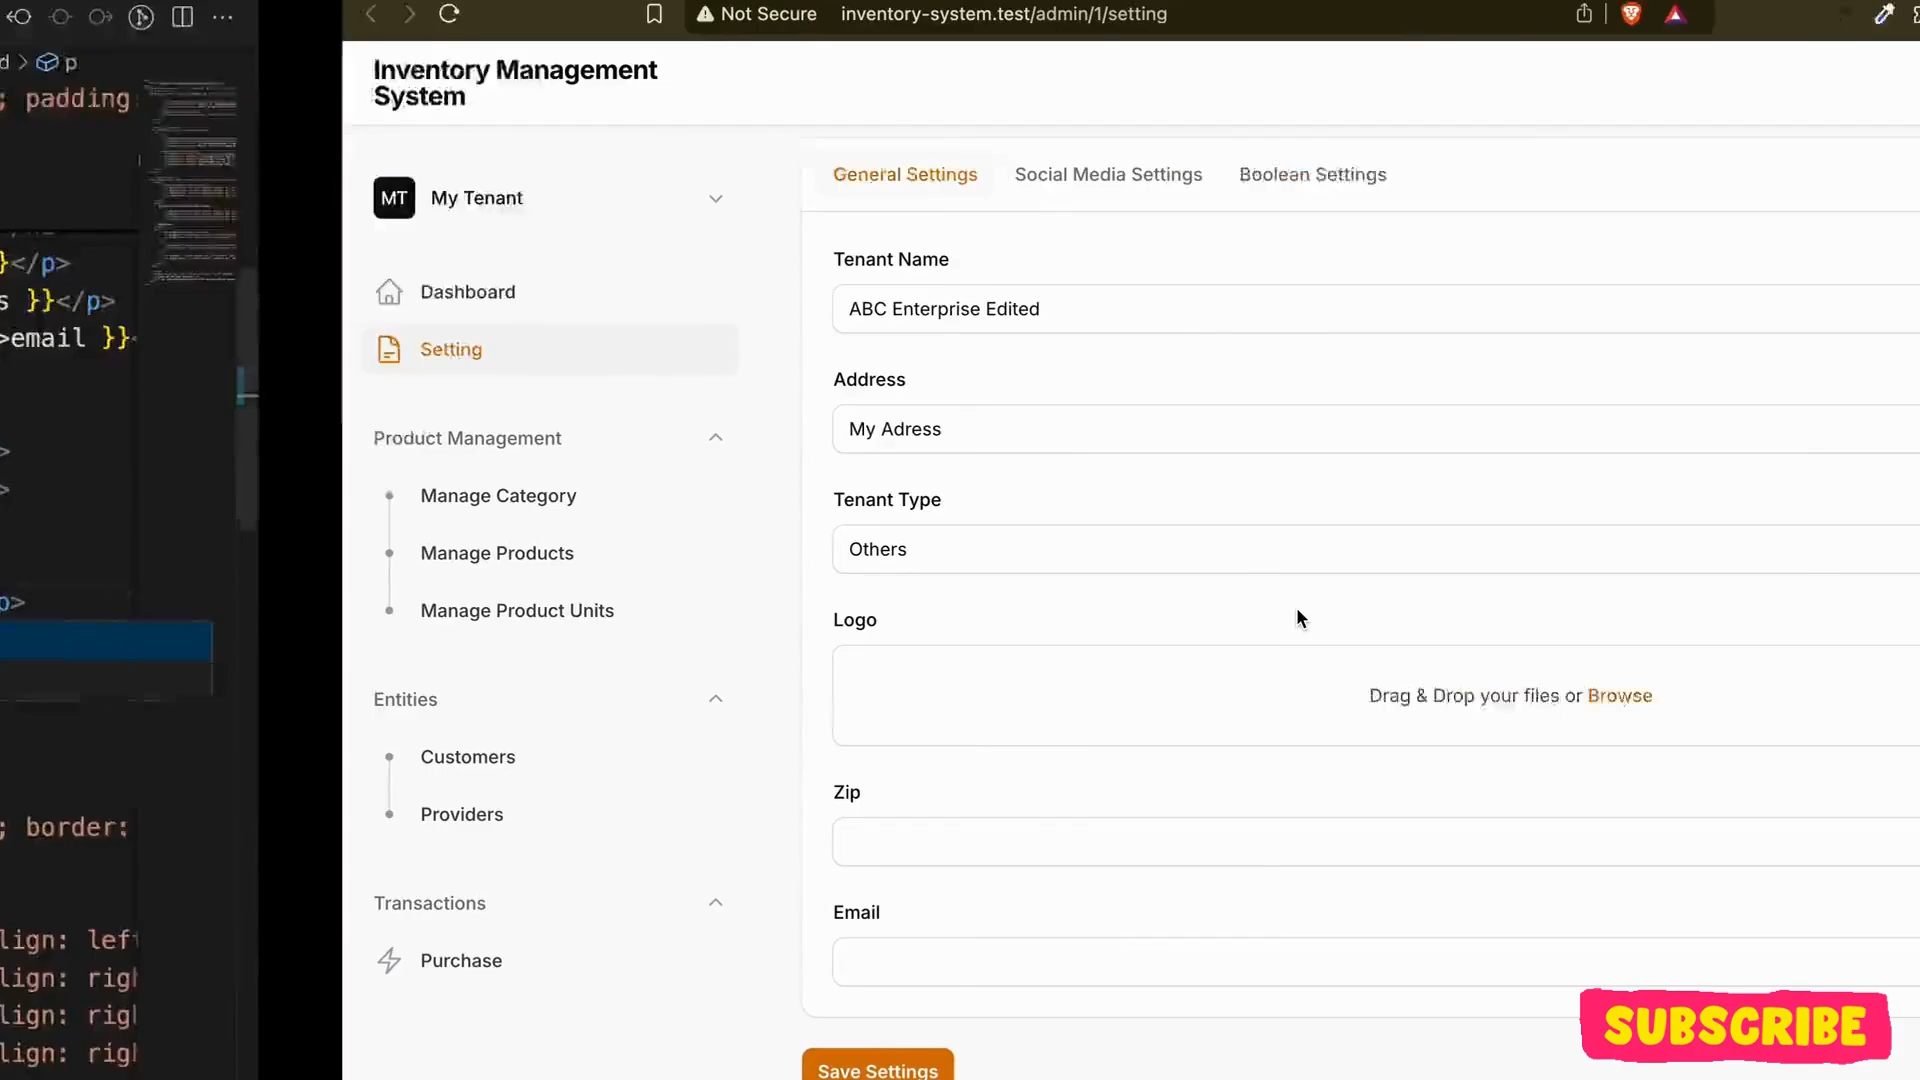 Not Secure inventory-system.test/admin/1/setting
d > p
; padding
}</p>
s }}</p>
>email }}
>
>
o>
; border:
lign: left
lign: righ
lign: righ
lign: righ
Inventory Management
System
MT My Tenant
Dashboard
Setting
Product Management
Manage Category
Manage Products
Manage Product Units
Entities
Customers
Providers
Transactions
Purchase
General Settings Social Media Settings Boolean Settings
Tenant Name
ABC Enterprise Edited
Address
My Adress
Tenant Type
Others
Logo
Drag & Drop your files or Browse
Zip
Email
Save Settings
SUBSCRIBE